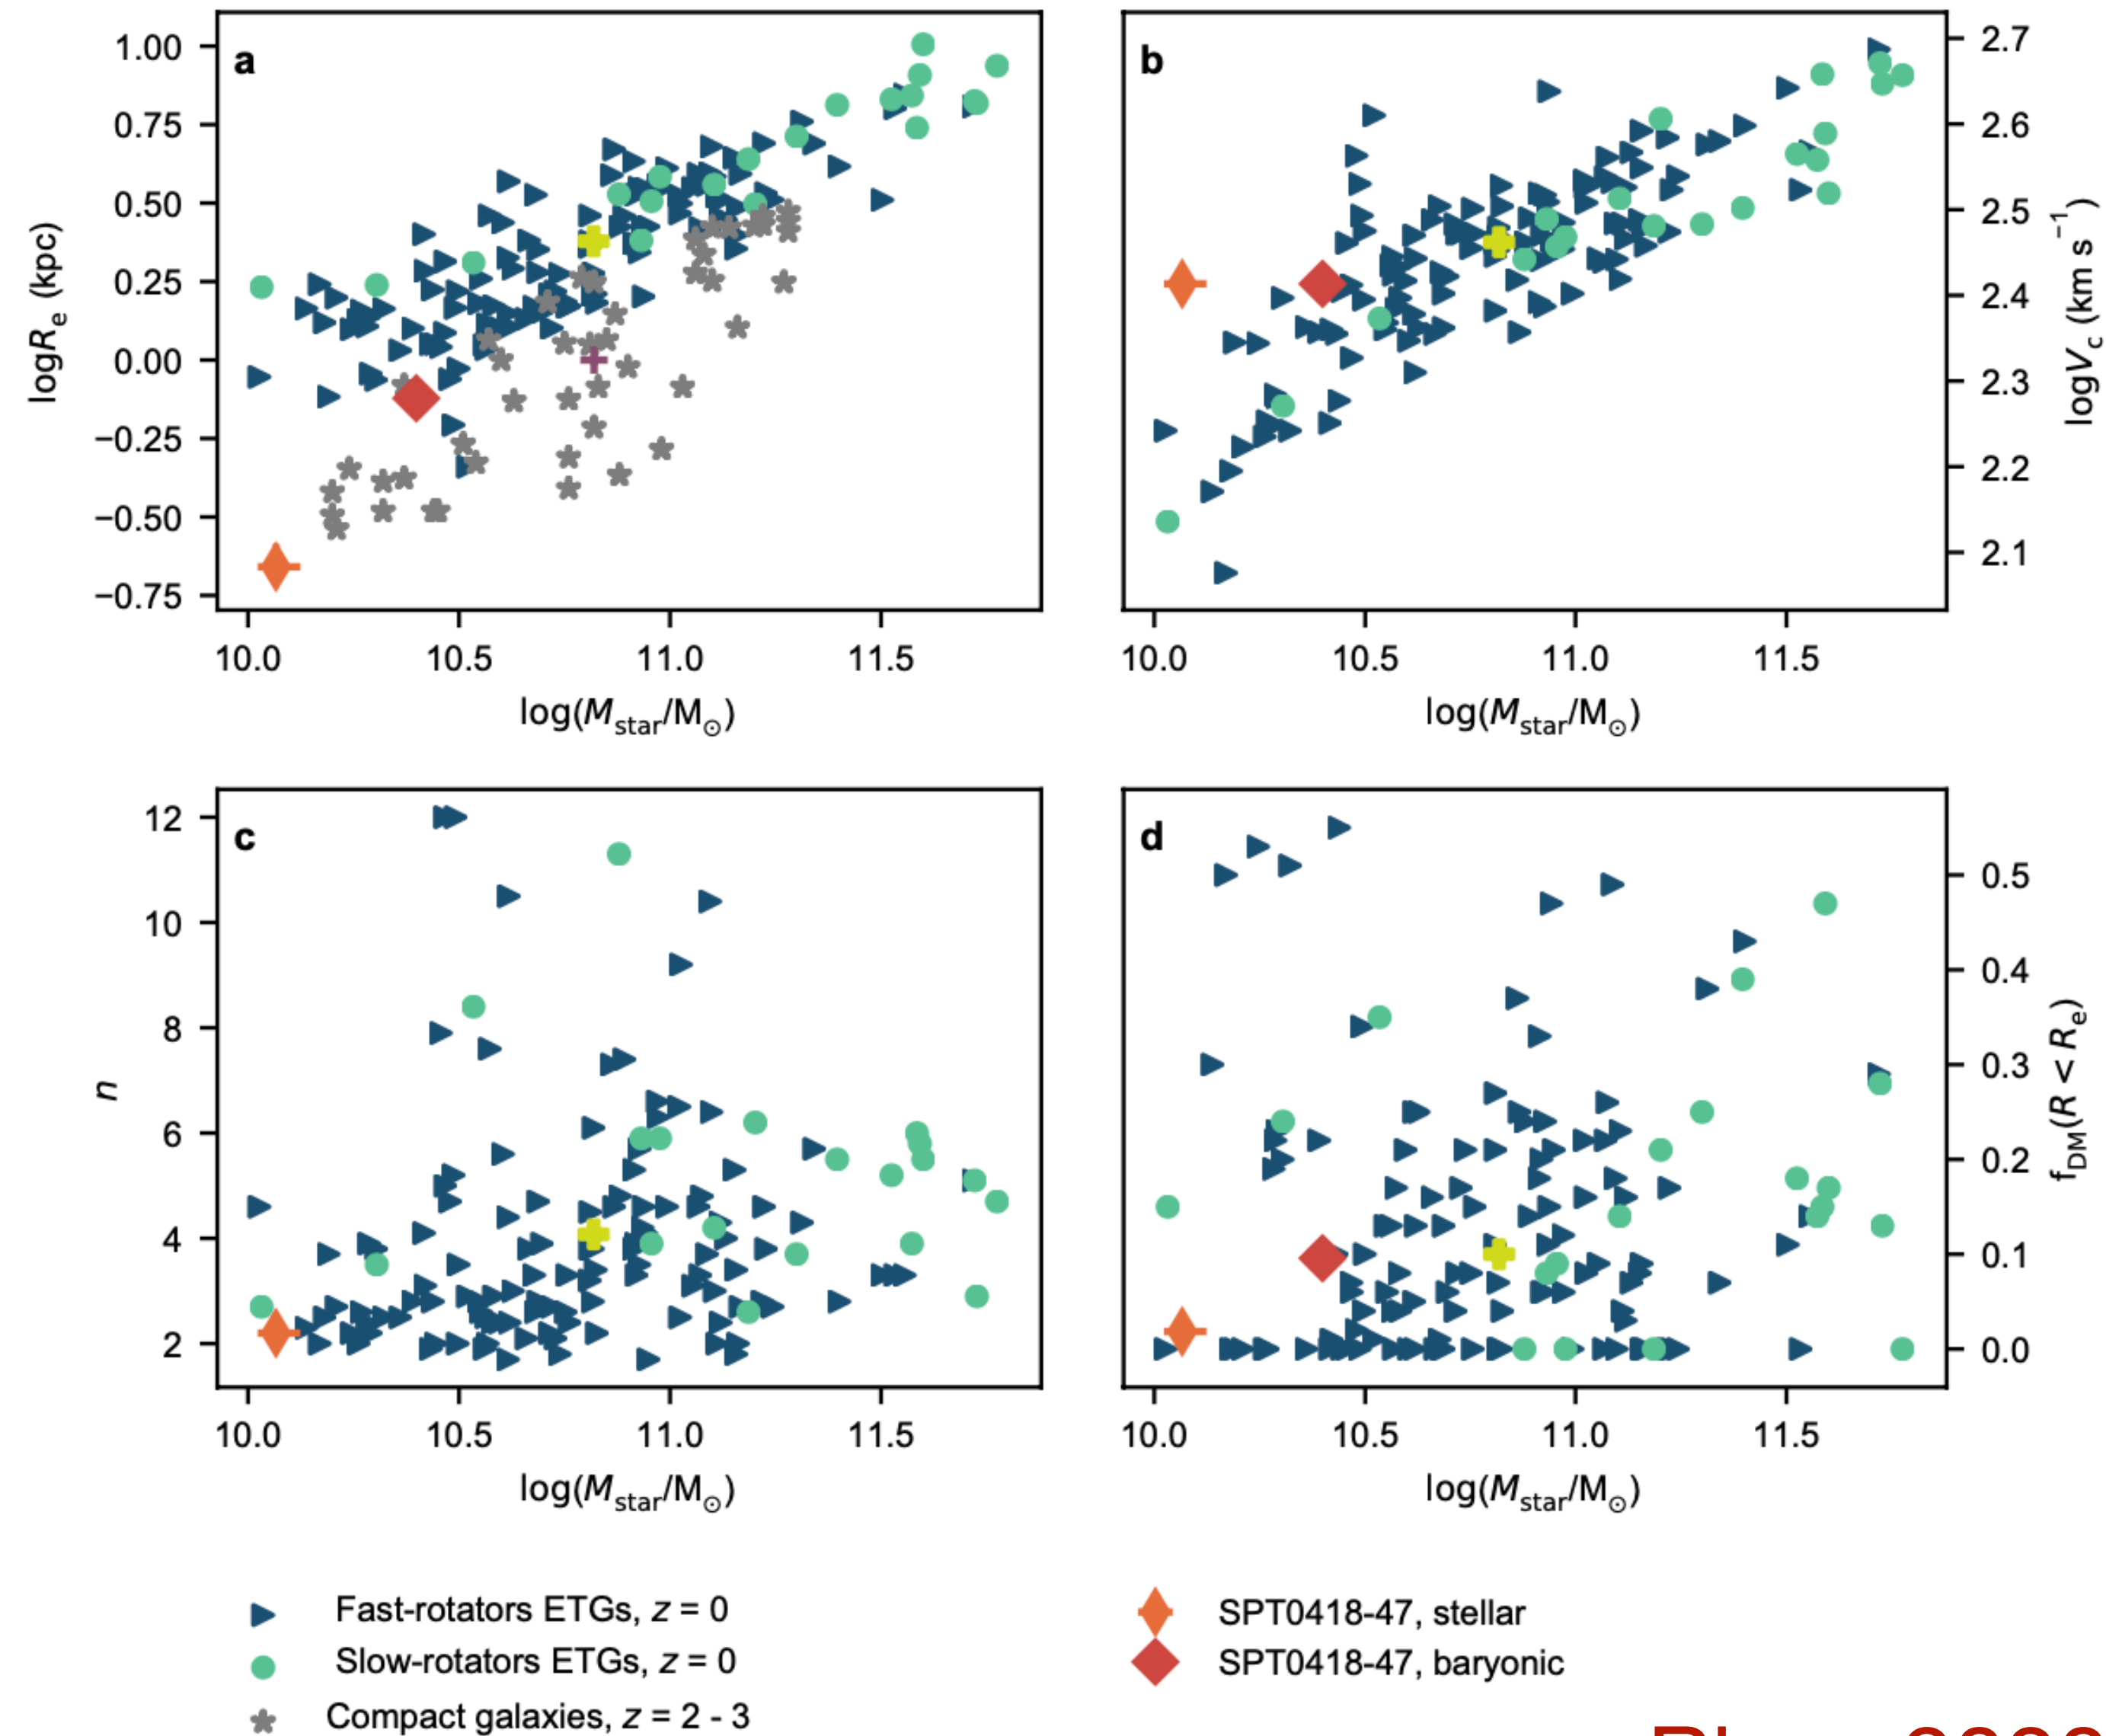 a
1.00
0.75
0.50
0.25
0.00
−0.25
−0.50
−0.75
logRe (kpc)
10.0 10.5 11.0 11.5
log(Mstar/M⊙)
b
2.7
2.6
2.5
2.4
2.3
2.2
2.1
logVc (km s−1)
10.0 10.5 11.0 11.5
log(Mstar/M⊙)
c
12
10
8
6
4
2
n
10.0 10.5 11.0 11.5
log(Mstar/M⊙)
d
0.5
0.4
0.3
0.2
0.1
0.0
fDM(R < Re)
10.0 10.5 11.0 11.5
log(Mstar/M⊙)
Fast-rotators ETGs, z = 0
Slow-rotators ETGs, z = 0
Compact galaxies, z = 2 - 3
SPT0418-47, stellar
SPT0418-47, baryonic